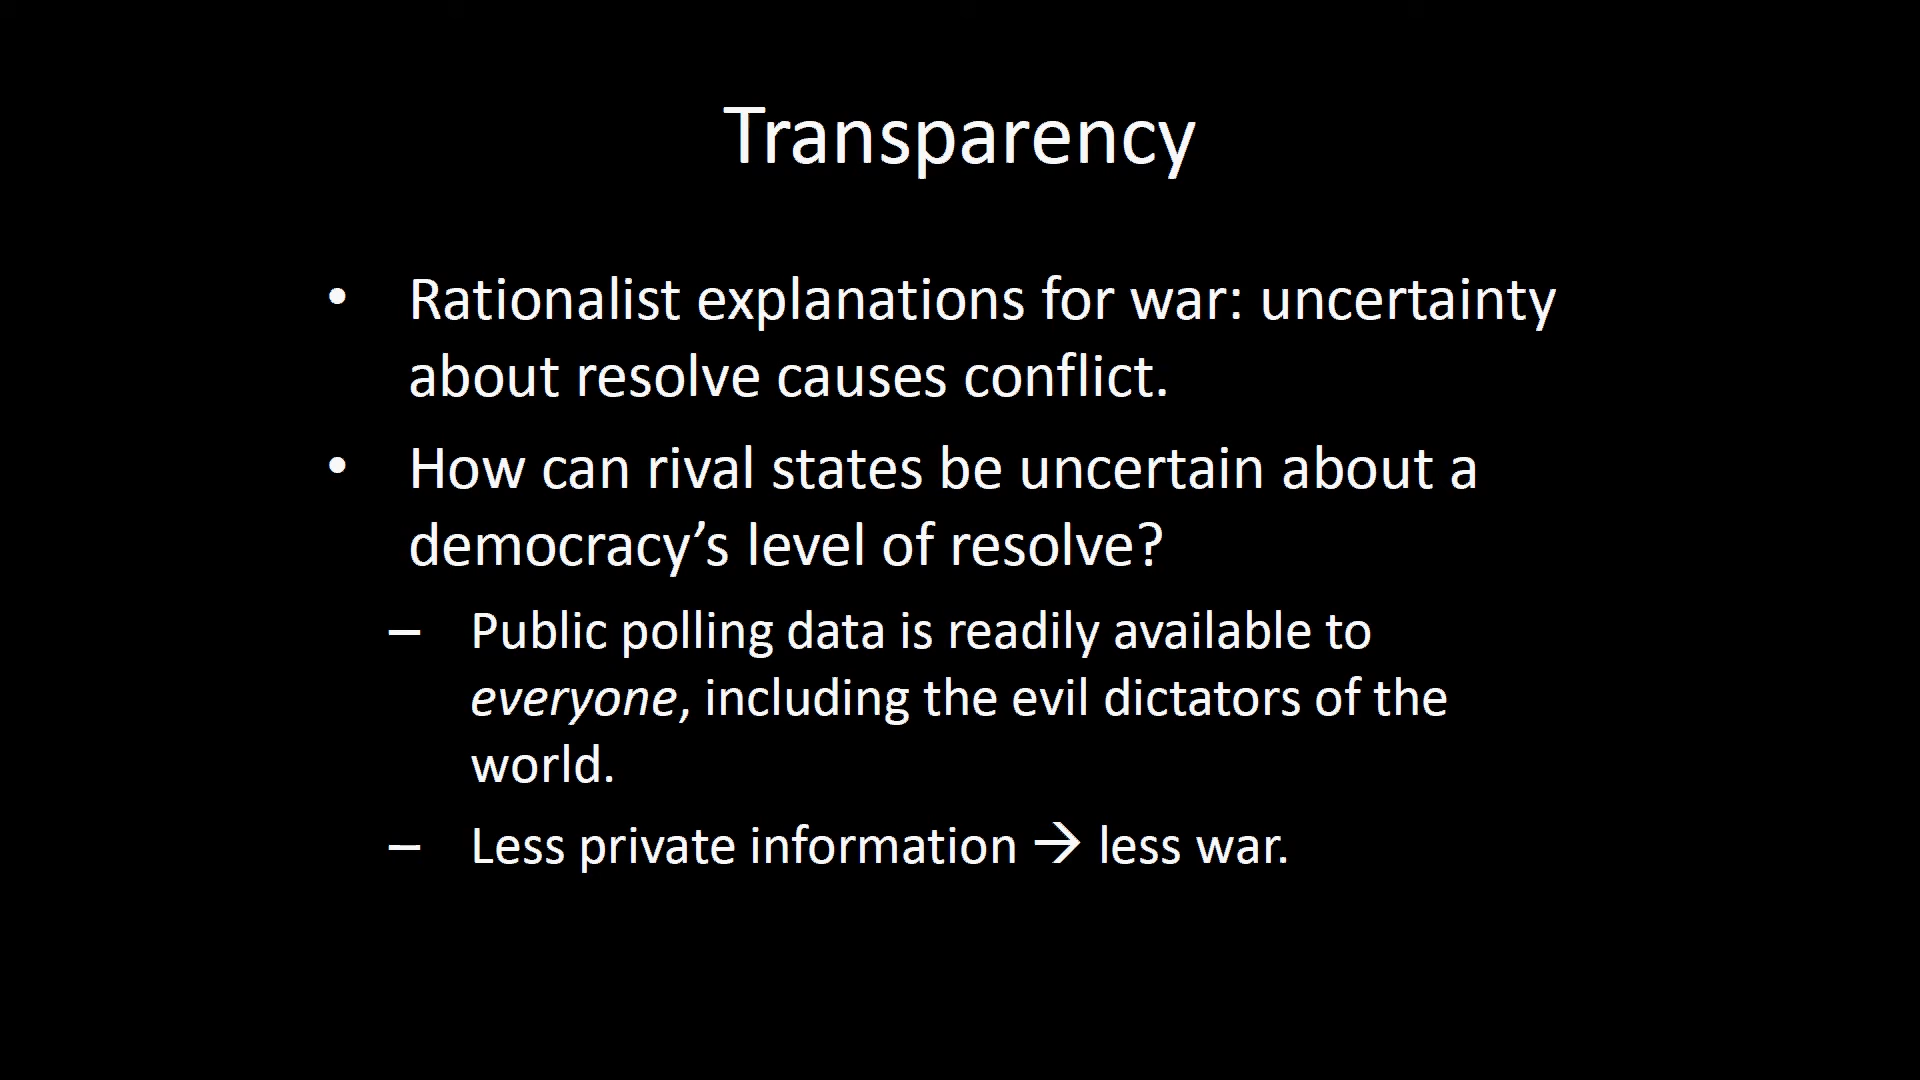 Transparency
• Rationalist explanations for war: uncertainty
about resolve causes conflict.
• How can rival states be uncertain about a
democracy’s level of resolve?
– Public polling data is readily available to
everyone, including the evil dictators of the
world.
– Less private information → less war.